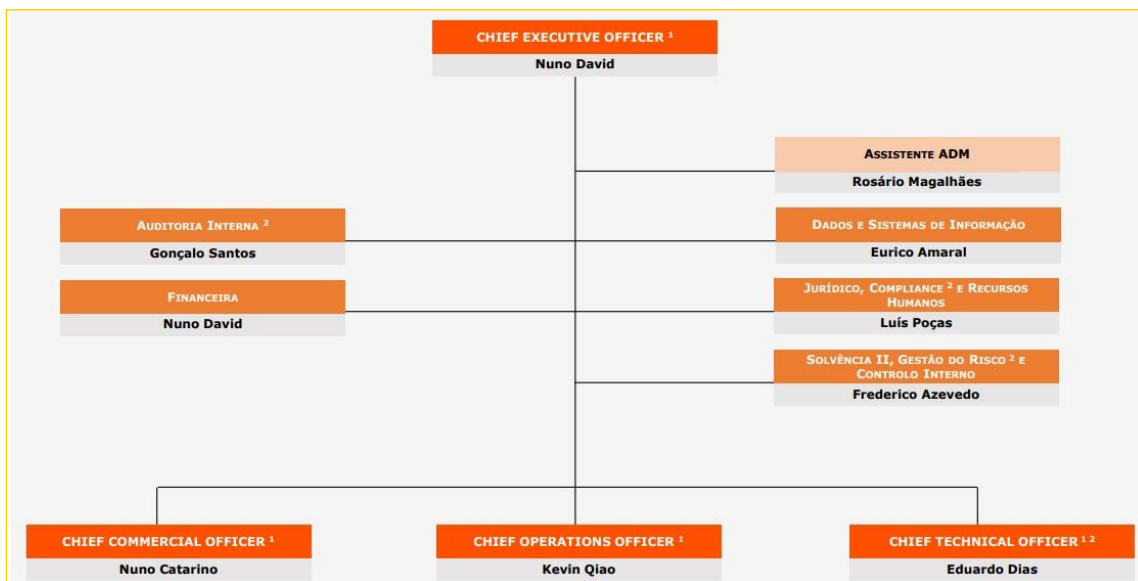 CHIEF EXECUTIVE OFFICER ¹
Nuno David
ASSISTENTE ADM
Rosário Magalhães
AUDITORIA INTERNA ²
Gonçalo Santos
DADOS E SISTEMAS DE INFORMAÇÃO
Eurico Amaral
FINANCEIRA
Nuno David
JURÍDICO, COMPLIANCE ² E RECURSOS
HUMANOS
Luís Poças
SOLVÊNCIA II, GESTÃO DO RISCO ² E
CONTROLO INTERNO
Frederico Azevedo
CHIEF COMMERCIAL OFFICER ¹
Nuno Catarino
CHIEF OPERATIONS OFFICER ¹
Kevin Qiao
CHIEF TECHNICAL OFFICER ¹ ²
Eduardo Dias